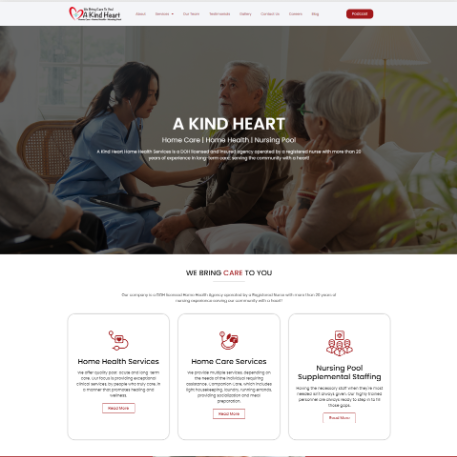 We Bring Care To You!
A Kind Heart
About Services Our Team Testimonials Gallery Contact Us Careers Blog
Podcast
A KIND HEART
Home Care | Home Health | Nursing Pool
A Kind Heart Home Health Services is a DOH licensed and insured agency operated by a registered nurse with more than 20
years of experience in long-term care, serving the community with a heart!
WE BRING CARE TO YOU
Our company is a DOH licensed Home Health Agency operated by a Registered Nurse with more than 20 years of
nursing experience serving our community with a heart!
Home Health Services
We offer quality post-acute and long-term
care. Our focus is providing exceptional
clinical services, by people who truly care, in
a manner that promotes healing and
wellness.
Read More
Home Care Services
We provide multiple services, depending on
the needs of the individual requiring
assistance. Companion Care, which includes
light housekeeping, laundry, running errands,
providing socialization and meal
preparation.
Read More
Nursing Pool
Supplemental Staffing
Having the necessary staff when they're most
needed will always given. Our highly trained
personnel are always ready to step in to fill
those gaps.
Read More